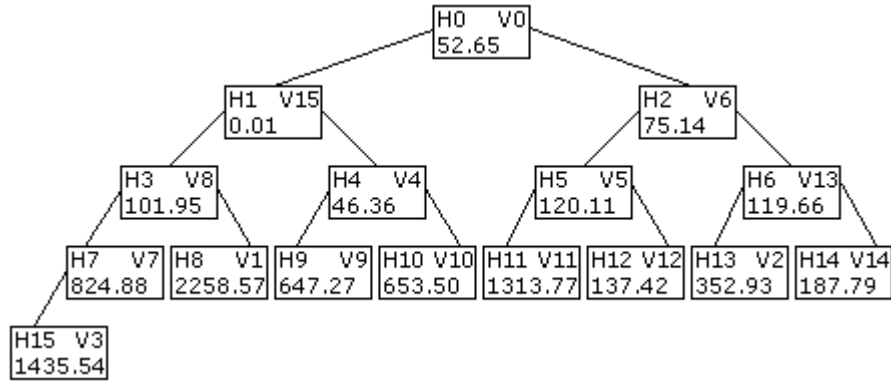 H0 V0
52.65
H1 V15
0.01
H2 V6
75.14
H3 V8
101.95
H4 V4
46.36
H5 V5
120.11
H6 V13
119.66
H7 V7
824.88
H8 V1
2258.57
H9 V9
647.27
H10 V10
653.50
H11 V11
1313.77
H12 V12
137.42
H13 V2
352.93
H14 V14
187.79
H15 V3
1435.54